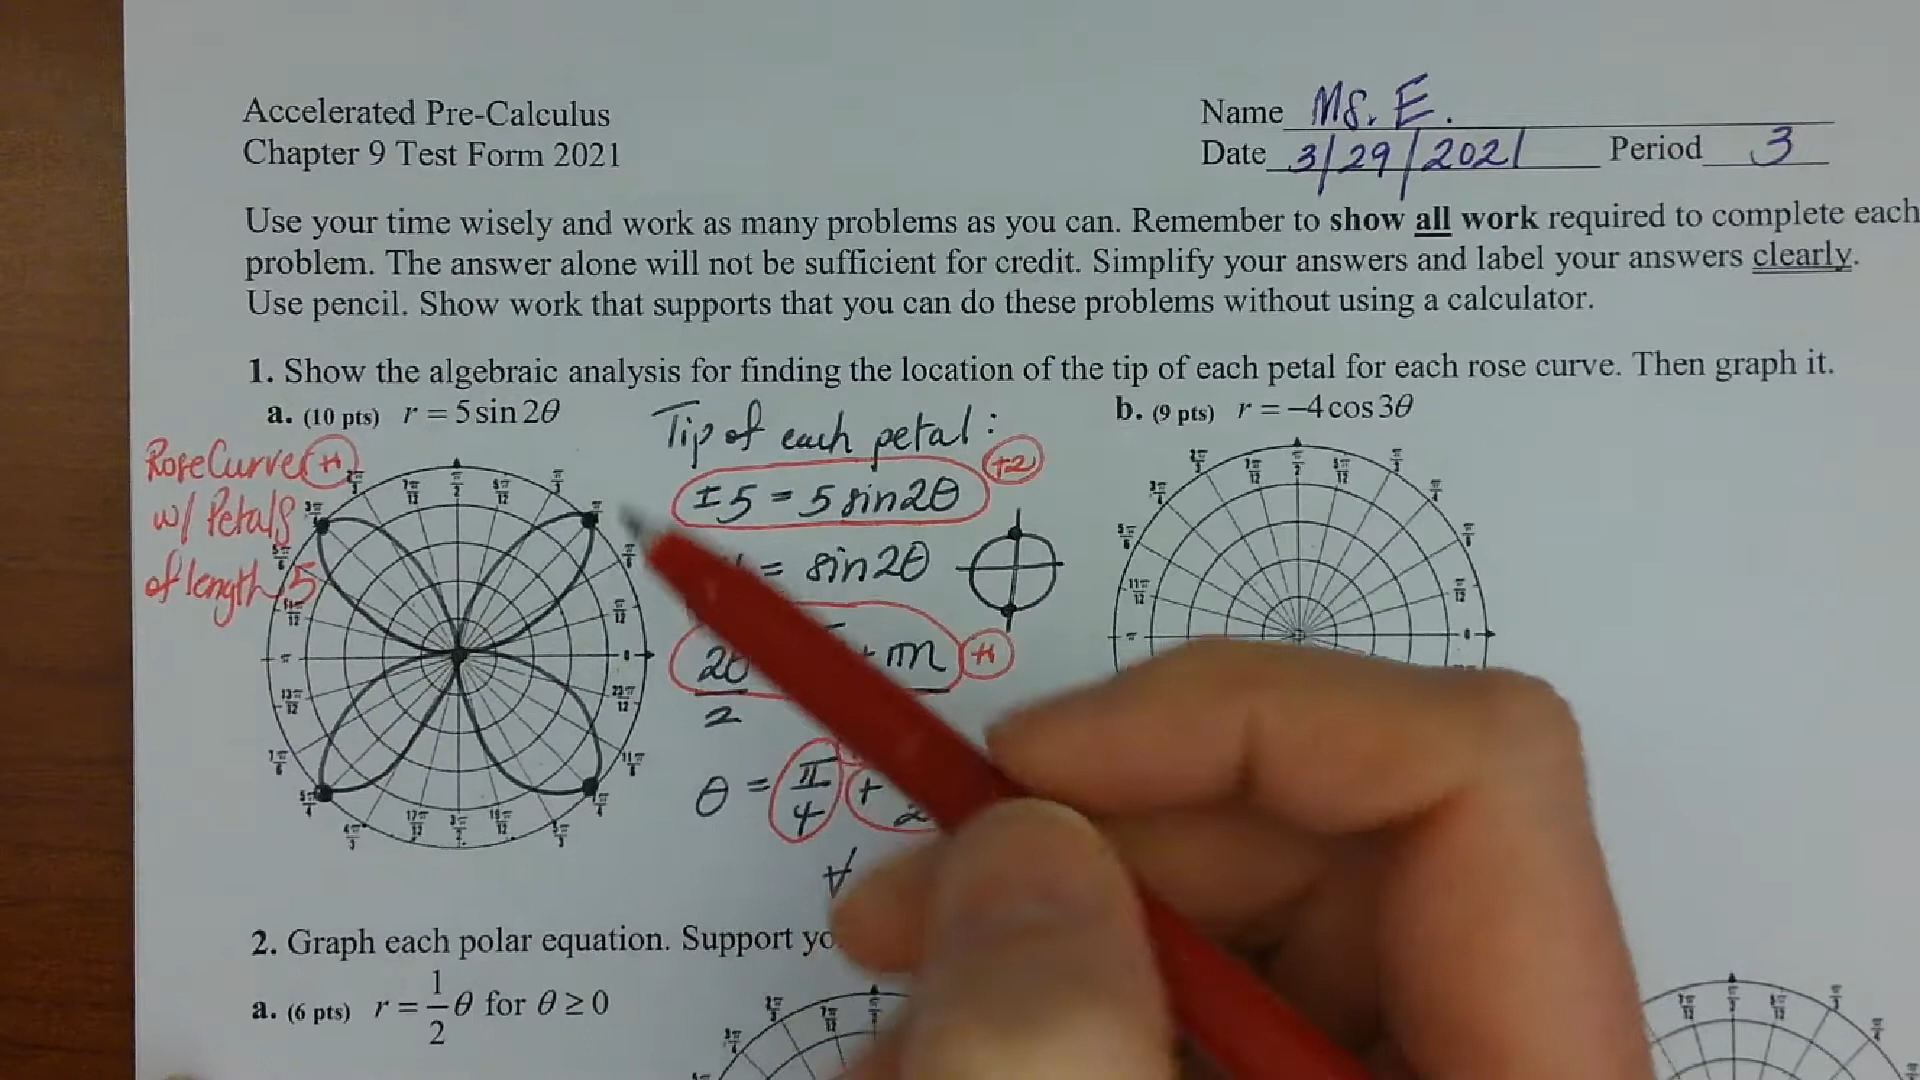 Accelerated Pre-Calculus
Chapter 9 Test Form 2021
Name Ms. E.
Date 3/29/2021 Period 3
Use your time wisely and work as many problems as you can. Remember to show all work required to complete each
problem. The answer alone will not be sufficient for credit. Simplify your answers and label your answers clearly.
Use pencil. Show work that supports that you can do these problems without using a calculator.
1. Show the algebraic analysis for finding the location of the tip of each petal for each rose curve. Then graph it.
a. (10 pts) r = 5 sin 2θ
Rose Curve
w/ Petals
of length 5
Tip of each petal:
±5 = 5 sin 2θ +2
= sin 2θ
2
θ = π/4 +
∀
b. (9 pts) r = −4 cos 3θ
2. Graph each polar equation. Support
a. (6 pts) r = 1/2 θ for θ ≥ 0